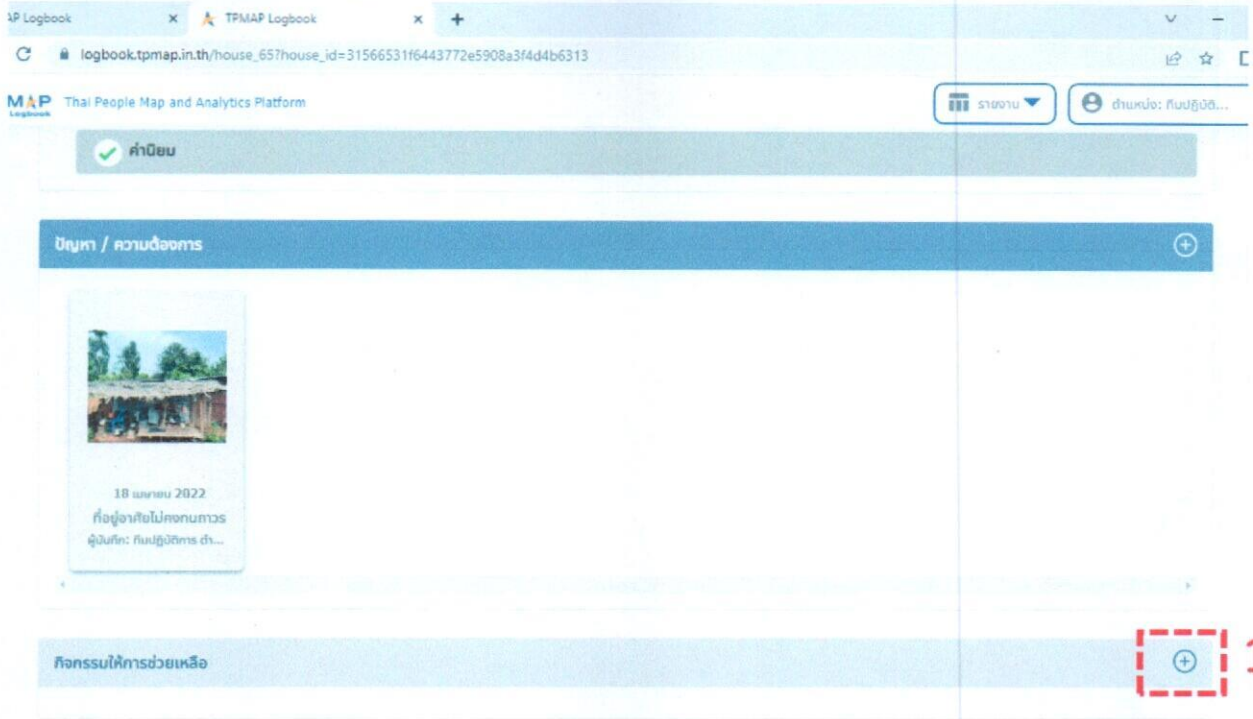 AP Logbook × TPMAP Logbook × +
logbook.tpmap.in.th/house_65?house_id=31566531f6443772e5908a3f4d4b6313
MAP Thai People Map and Analytics Platform รายงาน ตำแหน่ง: ทีมปฏิบัติ...
Logbook
ค่านิยม
ปัญหา / ความต้องการ
18 เมษายน 2022
ที่อยู่อาศัยไม่คงทนถาวร
ผู้บันทึก: ทีมปฏิบัติการ ตำ...
กิจกรรมให้การช่วยเหลือ